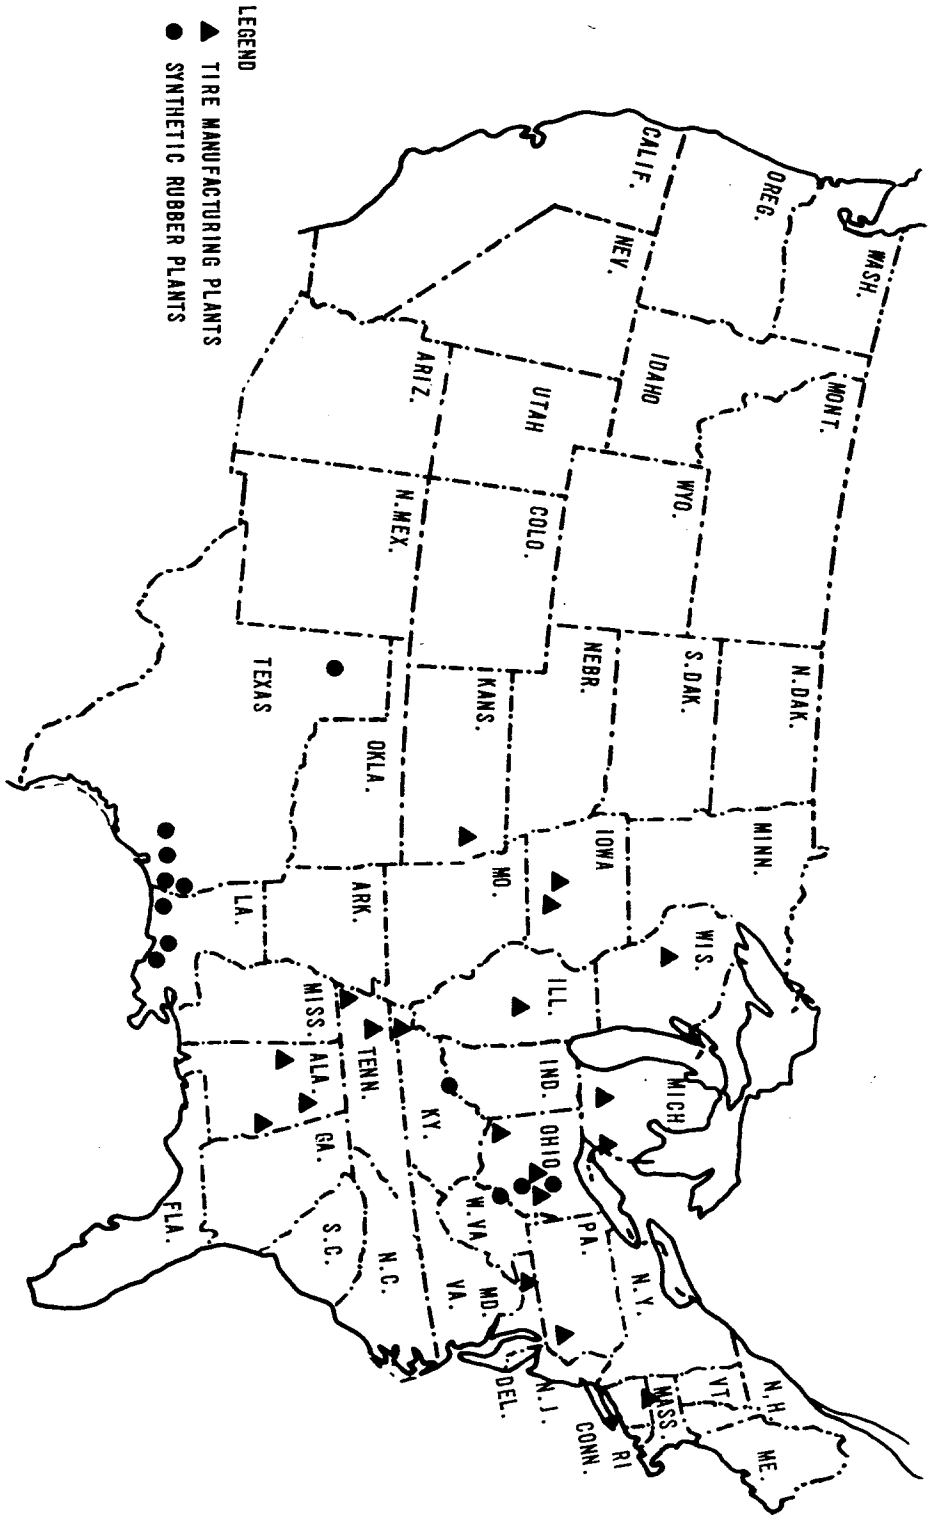 WASH.
MONT.
N.DAK.
MINN.
OREG.
IDAHO
WYO.
S.DAK.
WIS.
MICH
N.Y.
VT.
N.H.
ME.
MASS.
RI
CONN.
CALIF.
NEV.
UTAH
COLO.
NEBR.
IOWA
ILL.
IND.
OHIO
PA.
N.J.
DEL.
MD.
ARIZ.
N.MEX.
KANS.
MO.
KY.
W.VA
VA.
OKLA.
ARK.
TENN.
N.C.
TEXAS
LA.
MISS.
ALA.
GA.
S.C.
FLA.
LEGEND
TIRE MANUFACTURING PLANTS
SYNTHETIC RUBBER PLANTS